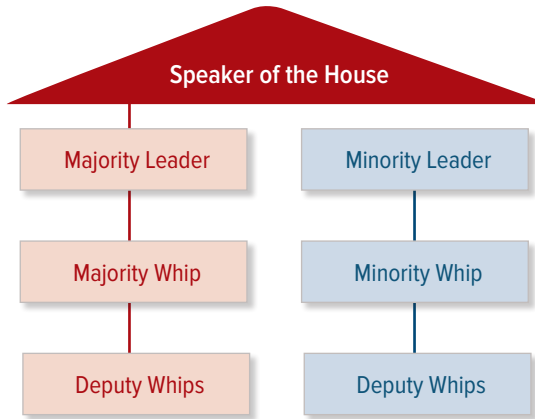 Speaker of the House
Majority Leader
Minority Leader
Majority Whip
Minority Whip
Deputy Whips
Deputy Whips